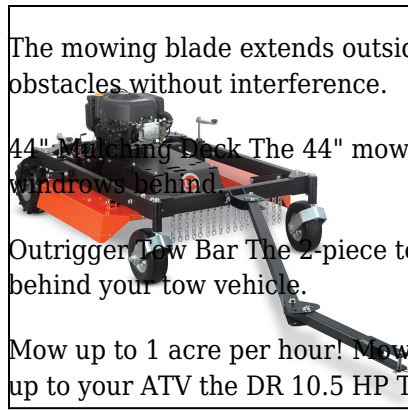 The mowing blade extends outsid
obstacles without interference.
44" Mulching Deck The 44" mow
windrows behind.
Outrigger Tow Bar The 2-piece to
behind your tow vehicle.
Mow up to 1 acre per hour! Mow
up to your ATV the DR 10.5 HP T